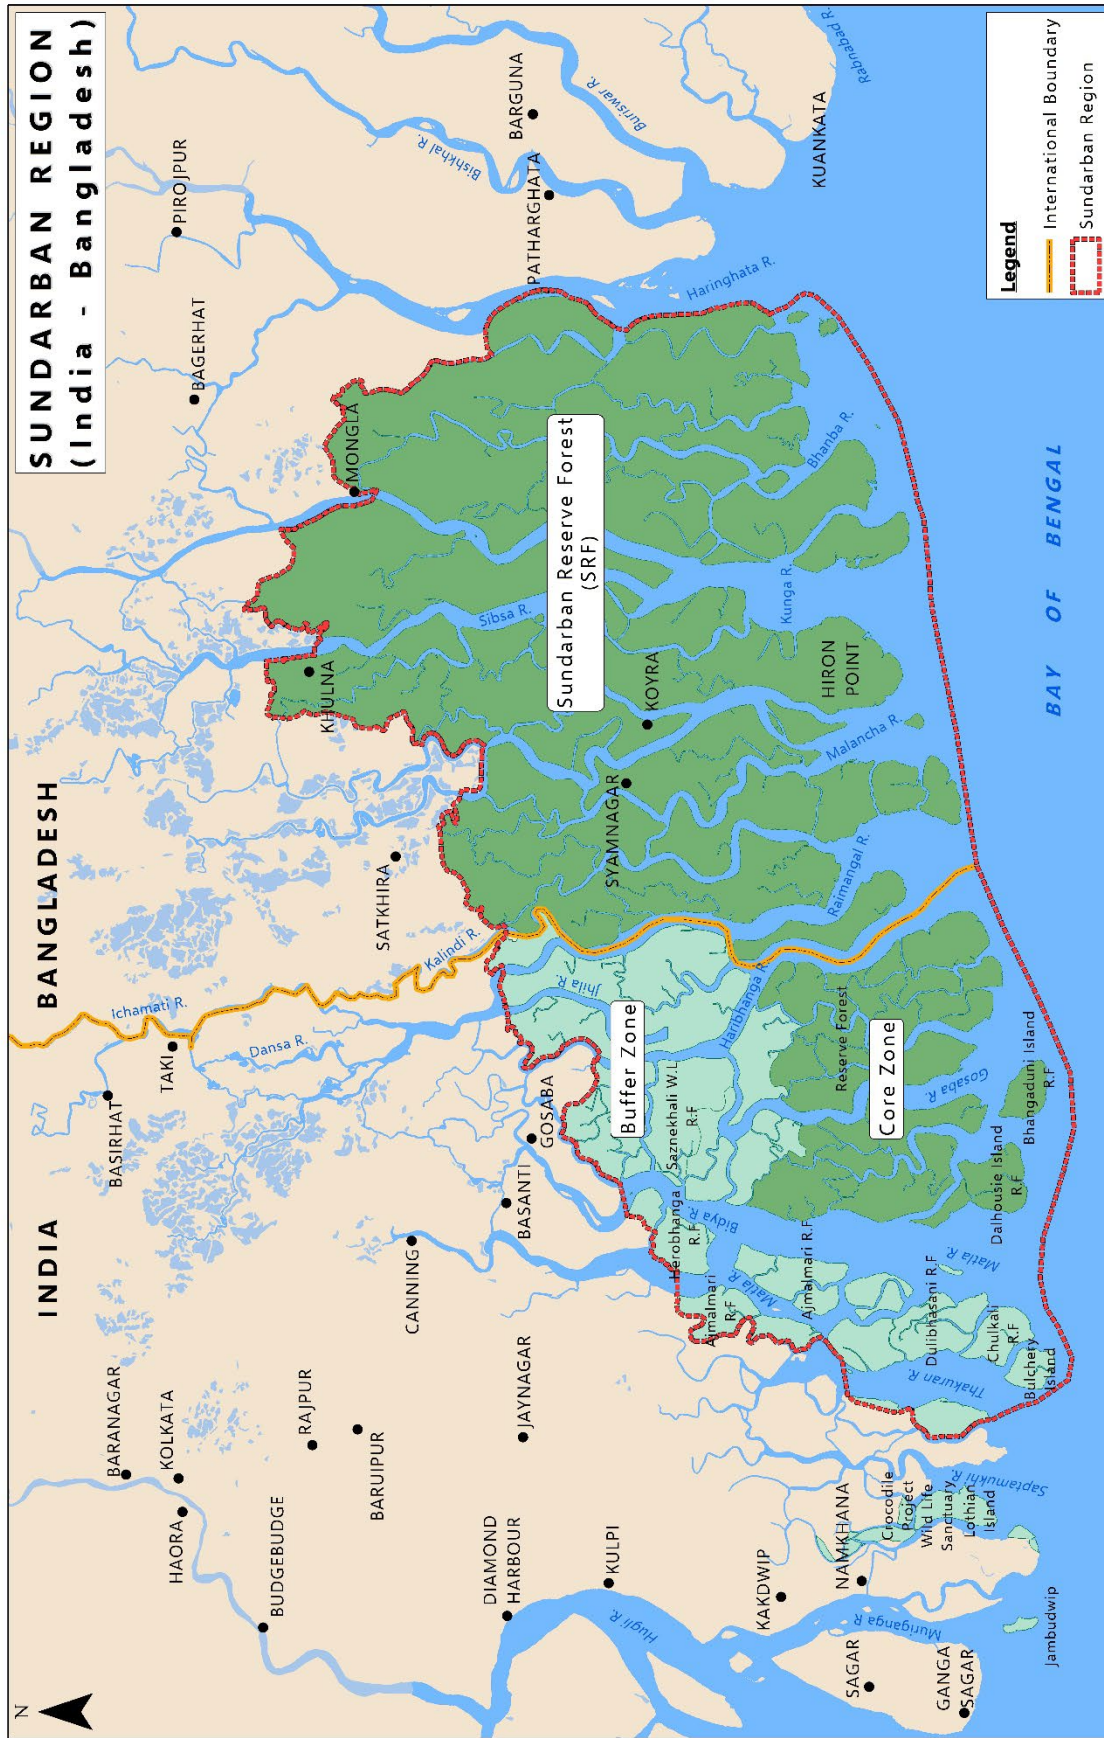 SUNDARBAN REGION
(India - Bangladesh)
N
INDIA
BANGLADESH
BARANAGAR
KOLKATA
HAORA
BUDGEBUDGE
RAJPUR
BARUIPUR
DIAMOND
HARBOUR
JAYNAGAR
KULPI
KAKDWIP
NAMKHANA
SAGAR
GANGA
SAGAR
Jambudwip
Hugli R.
Muriganga R.
Saptamukhi R.
Crocodile
Project
Wild Life
Sanctuary
Lothian
Island
BASIRHAT
TAKI
Ichamati R.
Dansa R.
Kalindi R.
CANNING
BASANTI
GOSABA
SATKHIRA
Herobhanga
R.F
Ajmalmari
R.F
Ajmalmari R.F
Matla R.
Bidya R.
Saznekhali W.L
R.F
Buffer Zone
Jhila R.
Haribhanga R.
Reserve Forest
Core Zone
Gosaba R.
Dulibhasani R.F
Chulkali
R.F
Bulchery
Island
Thakuran R.
Matla R.
Dalhousie Island
R.F
Bhangaduni Island
R.F
Raimangal R.
SYAMNAGAR
KOYRA
Malancha R.
HIRON
POINT
Kunga R.
Bhanba R.
Sibsa R.
KHULNA
MONGLA
Sundarban Reserve Forest
(SRF)
BAGERHAT
PIROJPUR
Bishkhal R.
Buriswar R.
BARGUNA
PATHARGHATA
Haringhata R.
KUANKATA
Rabnabad R.
BAY OF BENGAL
Legend
International Boundary
Sundarban Region